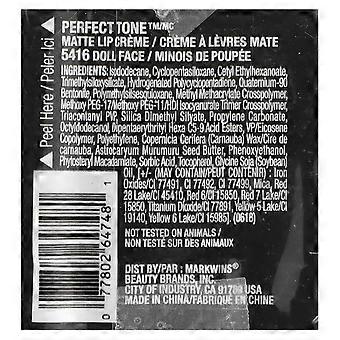 PERFECT TONE™/MC
MATTE LIP CRÈME / CRÈME À LÈVRES MATE
5416 DOLL FACE / MINOIS DE POUPÉE
INGREDIENTS: Isododecane, Cyclopentasiloxane, Cetyl Ethylhexanoate,
Trimethylsiloxysilicate, Hydrogenated Polycyclopentadiene, Quaternium-90
Bentonite, Polymethylsilsesquioxane, Methyl Methacrylate Crosspolymer,
Methoxy PEG-17/Methoxy PEG-11/HDI Isocyanurate Trimer Crosspolymer,
Triacontanyl PVP, Silica Dimethyl Silylate, Propylene Carbonate,
Octyldodecanol, Dipentaerythrityl Hexa C5-9 Acid Esters, VP/Eicosene
Copolymer, Polyethylene, Copernicia Cerifera (Carnauba) Wax/Cire de
carnauba, Astrocaryum Murumuru Seed Butter, Phenoxyethanol,
Phytosteryl Macadamiate, Sorbic Acid, Tocopherol, Glycine Soja (Soybean)
Oil, [+/- (MAY CONTAIN/PEUT CONTENIR): Iron
Oxides/CI 77491, CI 77492, CI 77499, Mica, Red
28 Lake/CI 45410, Red 6/CI 15850, Red 7 Lake/CI
15850, Titanium Dioxide/CI 77891, Yellow 5 Lake/CI
19140, Yellow 6 Lake/CI 15985]. (0618)
NOT TESTED ON ANIMALS /
NON TESTÉ SUR DES ANIMAUX
DIST BY/PAR : MARKWINS®
BEAUTY BRANDS, INC.
CITY OF INDUSTRY, CA 91789 USA
MADE IN CHINA/FABRIQUÉ EN CHINE
Peel Here / Peler Ici
0 77802 64748 1